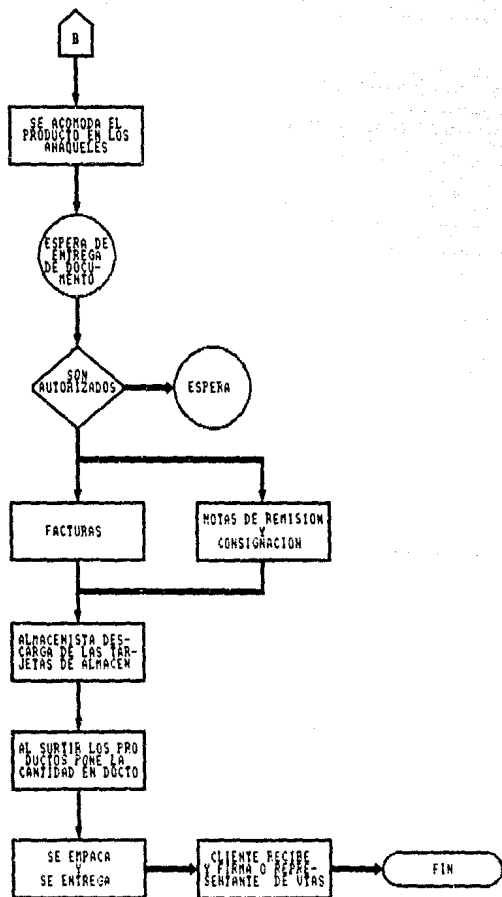 B
SE ACOMODA EL
PRODUCTO EN LOS
ANAQUELES
ESPERA DE
ENTREGA
DE DOCU-
MENTO
SON
AUTORIZADOS
ESPERA
FACTURAS
NOTAS DE REMISION
Y
CONSIGNACION
ALMACENISTA DES-
CARGA DE LAS TAR-
JETAS DE ALMACEN
AL SURTIR LOS PRO
DUCTOS PONE LA
CANTIDAD EN DOCTO
SE EMPACA
Y
SE ENTREGA
CLIENTE RECIBE
Y FIRMA O REPRE-
SENTANTE DE VTAS
FIN